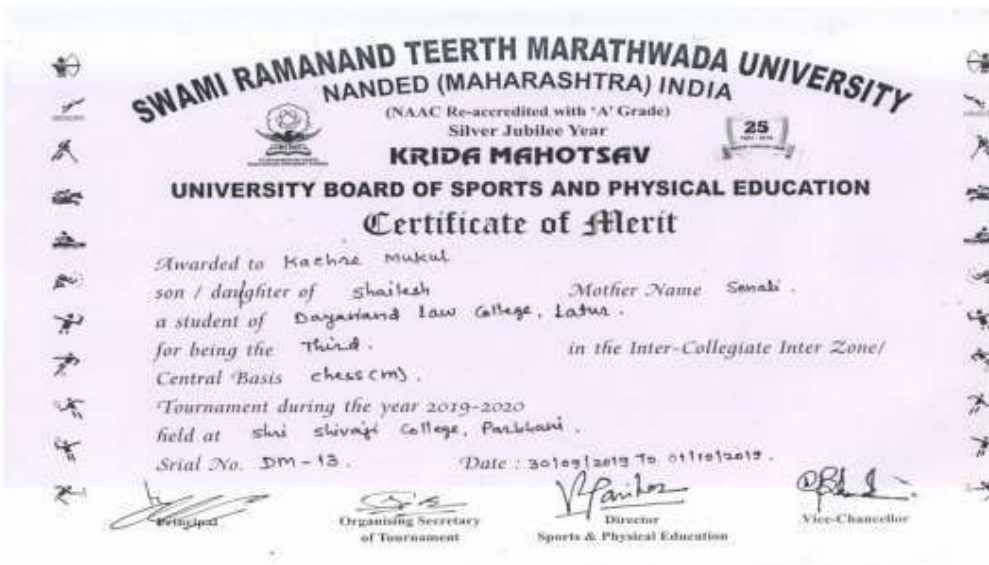 SWAMI RAMANAND TEERTH MARATHWADA UNIVERSITY
NANDED (MAHARASHTRA) INDIA
(NAAC Re-accredited with 'A' Grade)
Silver Jubilee Year
25
KRIDA MAHOTSAV
UNIVERSITY BOARD OF SPORTS AND PHYSICAL EDUCATION
Certificate of Merit
Awarded to Kachre Mukul
son / daughter of Shailesh Mother Name
a student of Dayanand Law College, Latur.
for being the Third. in the Inter-Collegiate Inter Zone/
Central Basis chess (m).
Tournament during the year 2019-2020
held at Shri Shivaji College, Parbhani.
Srial No. DM-13. Date : 30/09/2019 To 01/10/2019.
Principal
Organising Secretary
of Tournament
Director
Sports & Physical Education
Vice-Chancellor